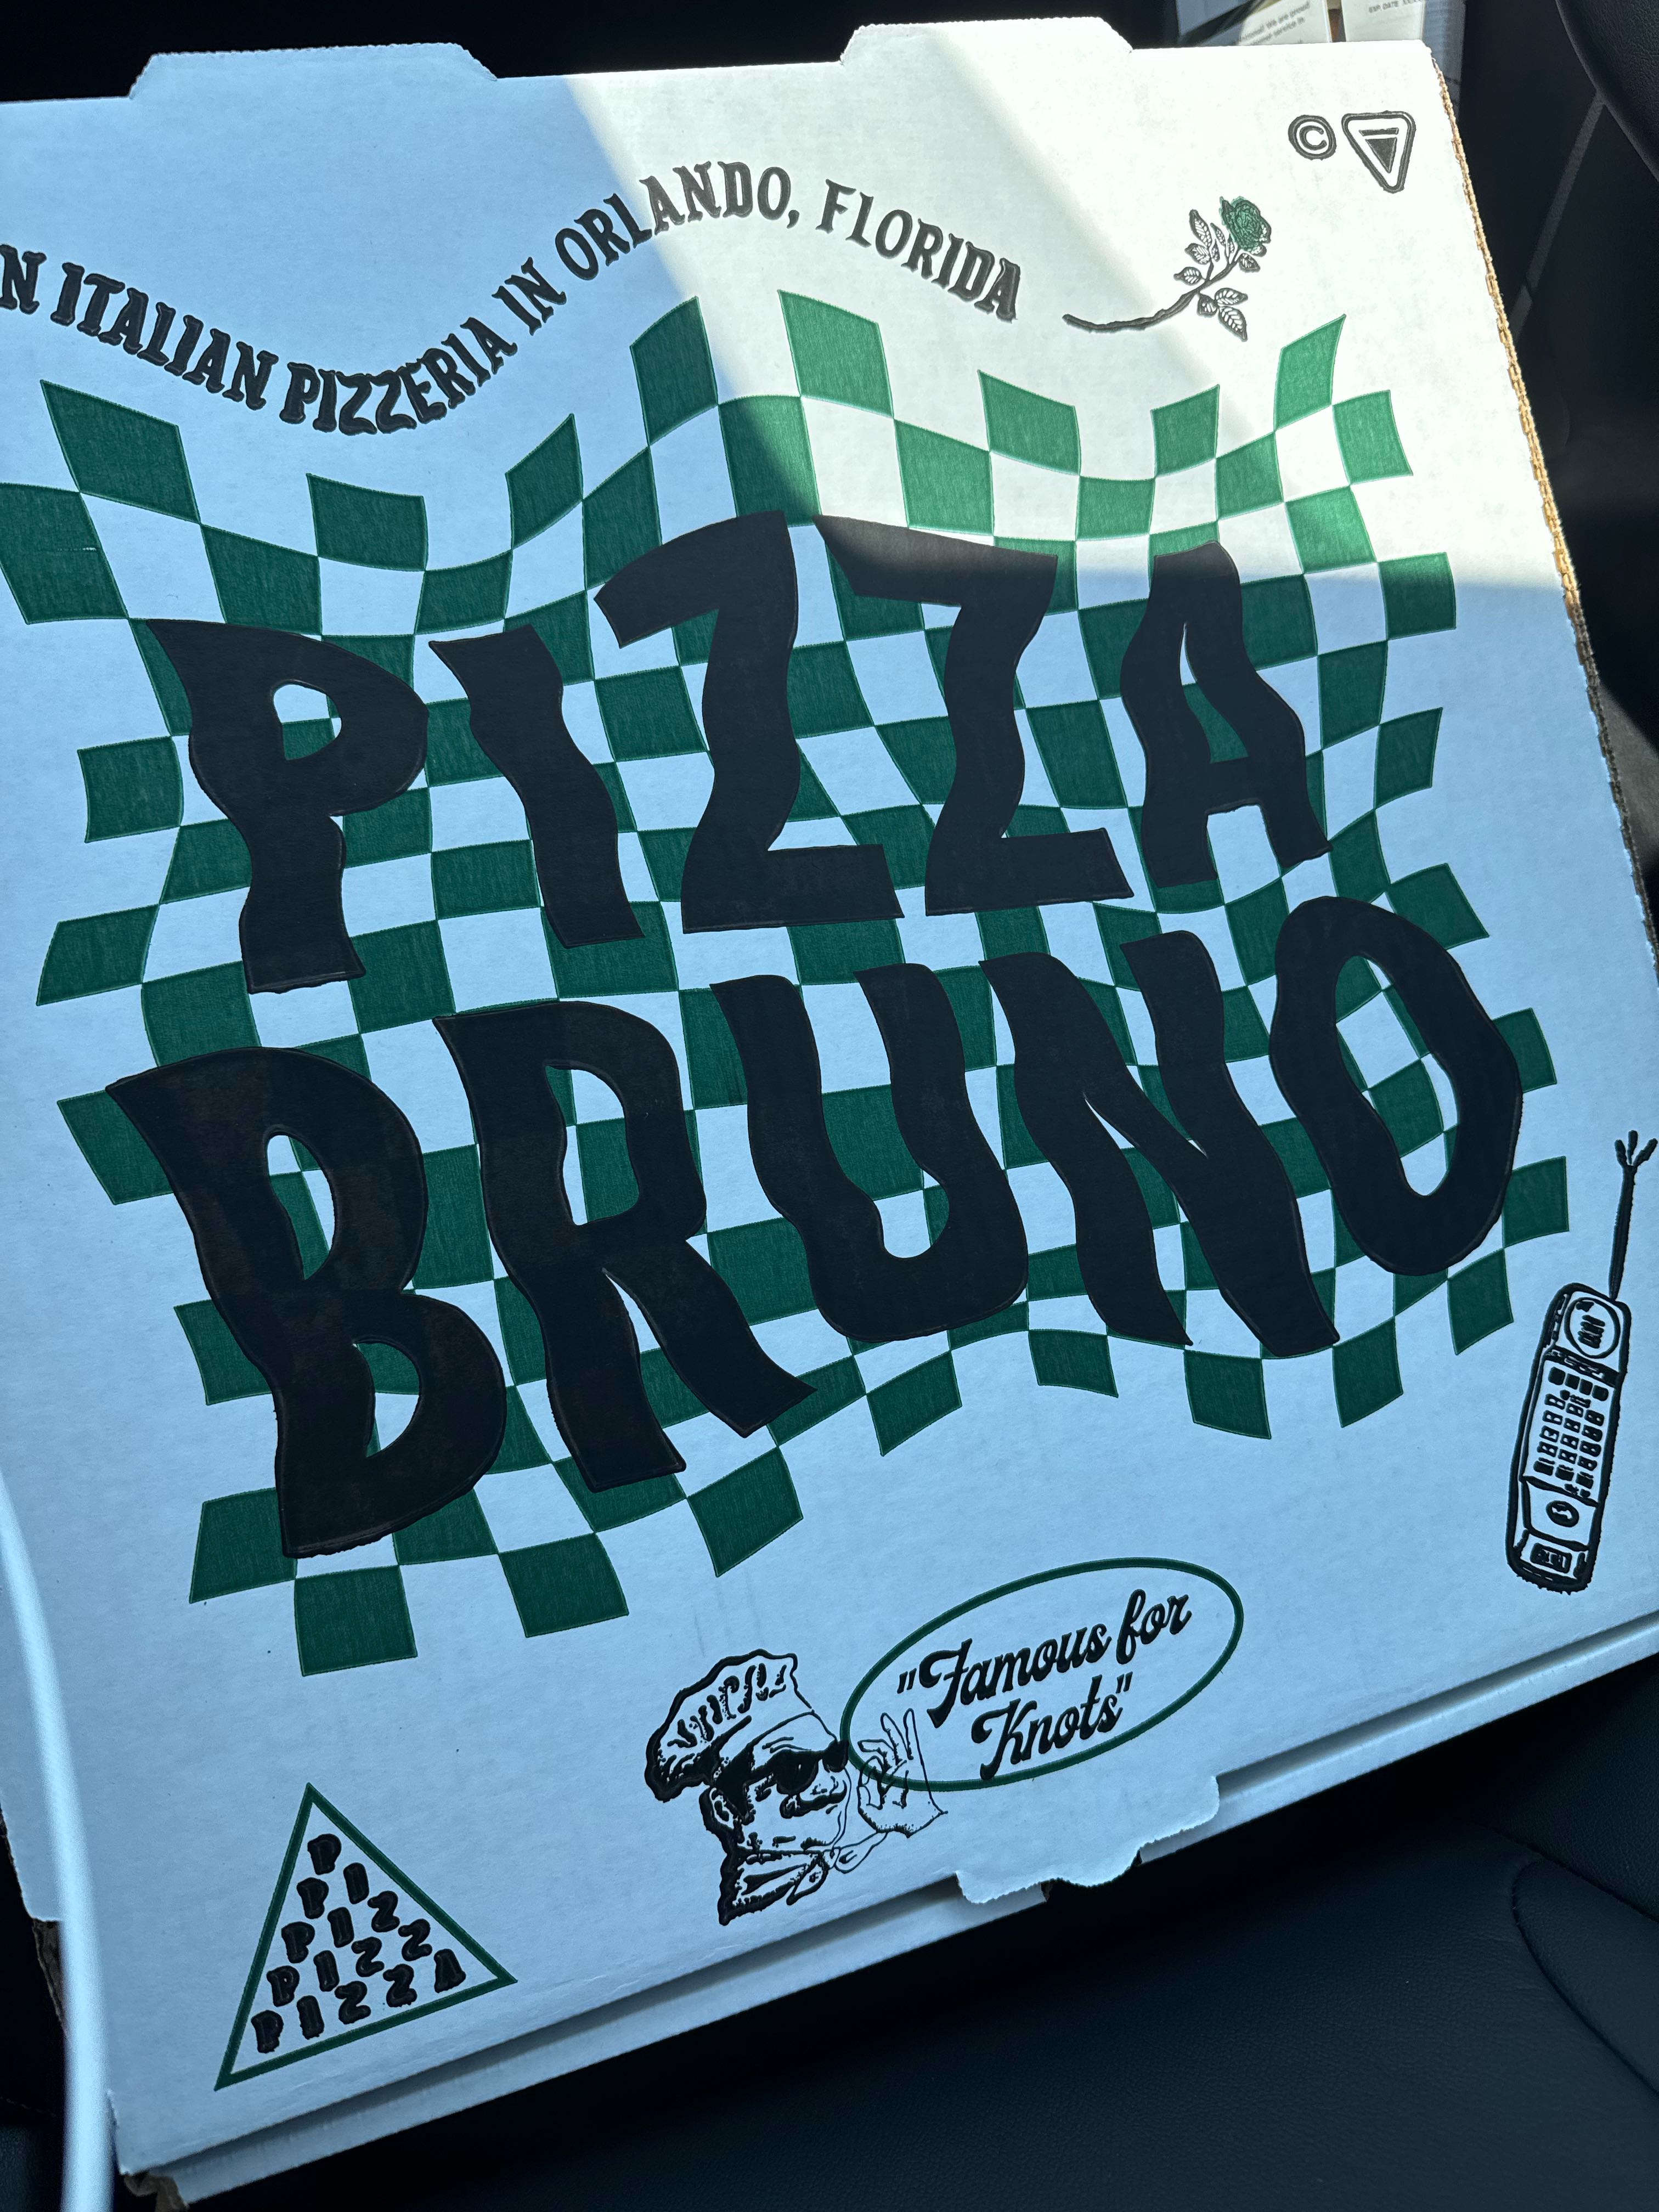 N ITALIAN PIZZERIA IN ORLANDO, FLORIDA
©
PIZZA
BRUNO
"Famous for
Knots"
P
PI
PIZ
PIZZ
PIZZA